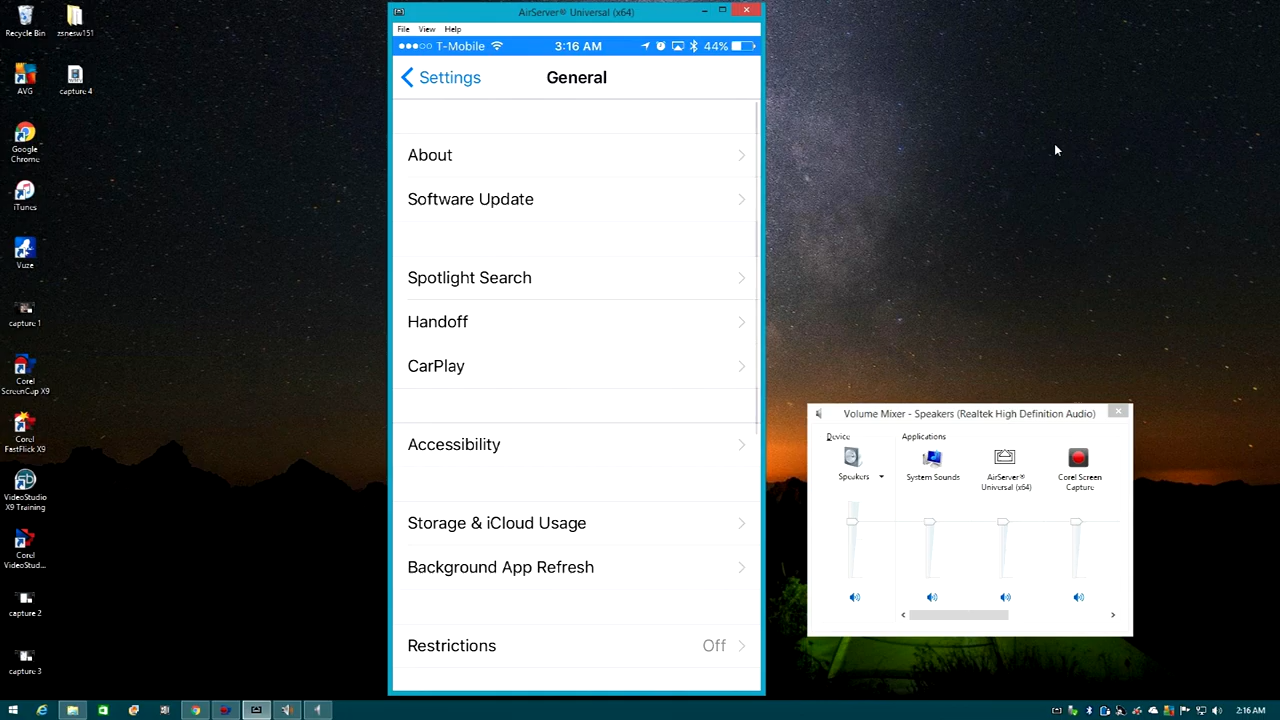 Recycle Bin
zsnesw151
AVG
capture 4
Google
Chrome
iTunes
Vuze
capture 1
Corel
ScreenCap X9
Corel
FastFlick X9
VideoStudio
X9 Training
Corel
VideoStud...
capture 2
capture 3
AirServer® Universal (x64)
File View Help
T-Mobile 3:16 AM 44%
Settings General
About
Software Update
Spotlight Search
Handoff
CarPlay
Accessibility
Storage & iCloud Usage
Background App Refresh
Restrictions Off
Volume Mixer - Speakers (Realtek High Definition Audio)
Device Applications
Speakers
System Sounds
AirServer®
Universal (x64)
Corel Screen
Capture
2:16 AM